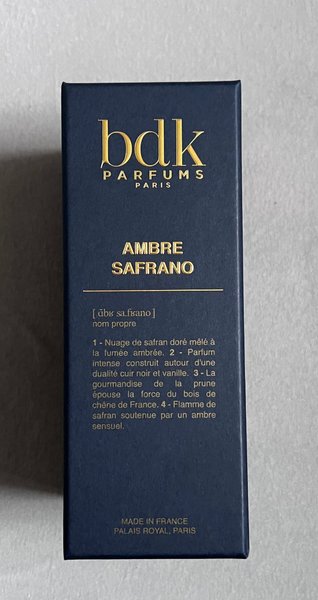 bdk
PARFUMS
PARIS
AMBRE
SAFRANO
[ɑ̃bʁ sa.fʁano]
nom propre
1 - Nuage de safran doré mêlé à
la fumée ambrée. 2 - Parfum
intense construit autour d'une
dualité cuir noir et vanille. 3 - La
gourmandise de la prune
épouse la force du bois de
chêne de France. 4 - Flamme de
safran soutenue par un ambre
sensuel.
MADE IN FRANCE
PALAIS ROYAL, PARIS